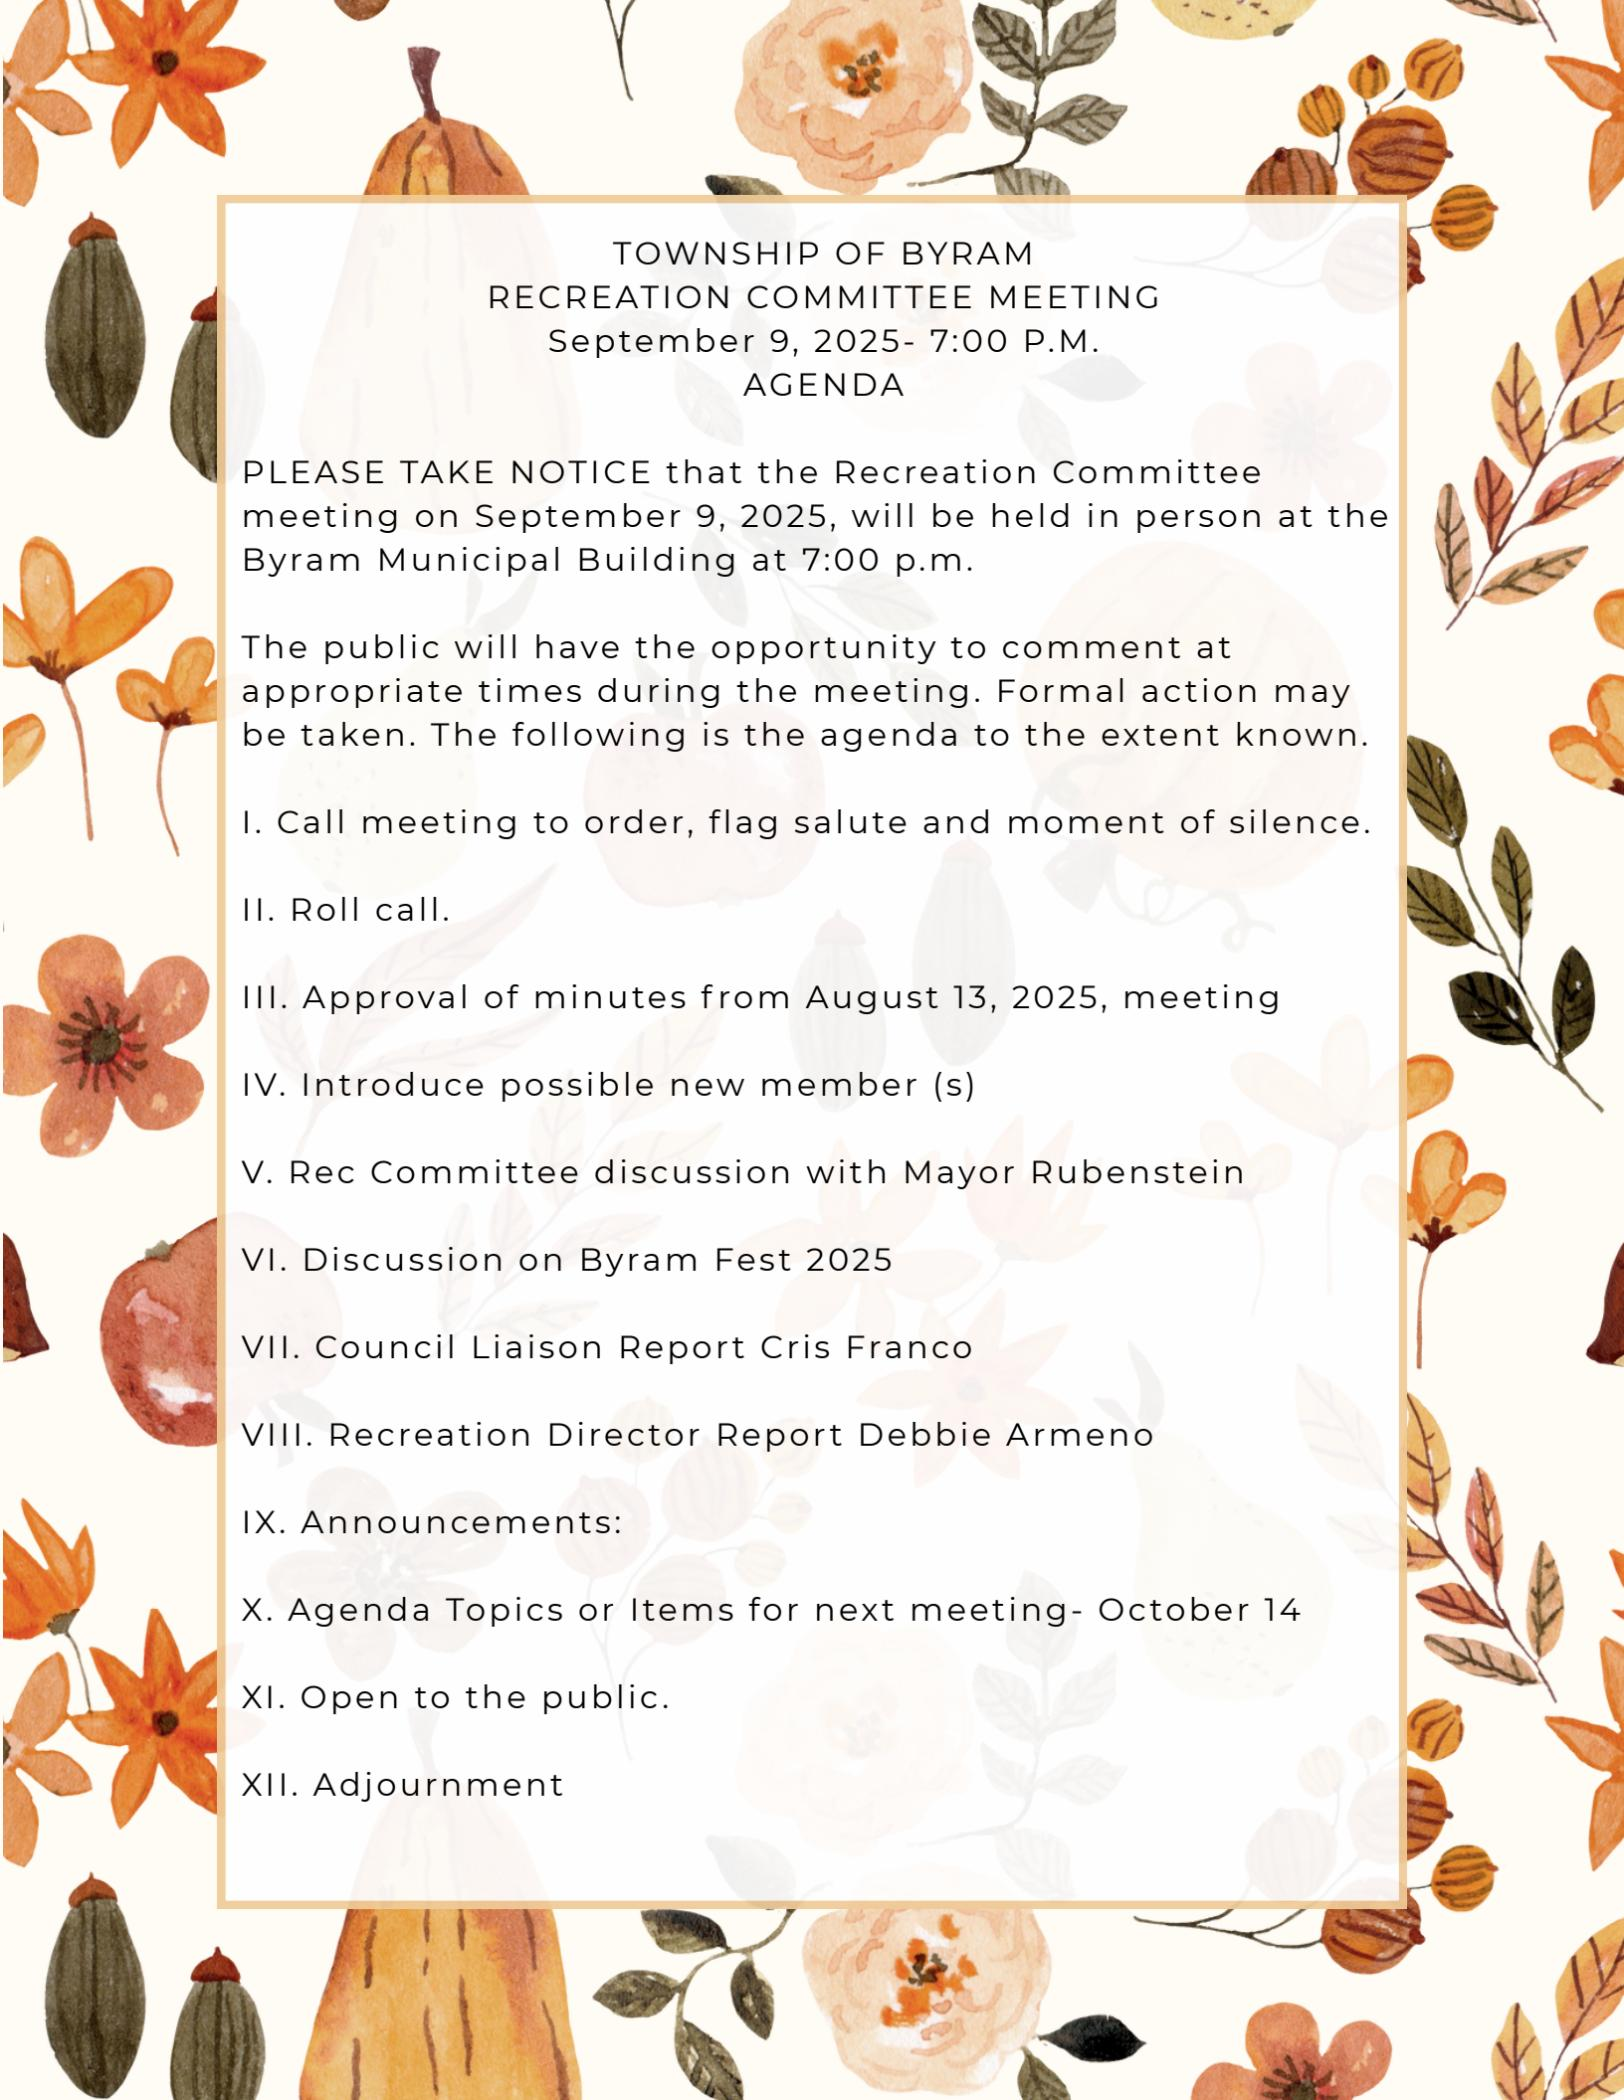 TOWNSHIP OF BYRAM
RECREATION COMMITTEE MEETING
September 9, 2025- 7:00 P.M.
AGENDA
PLEASE TAKE NOTICE that the Recreation Committee
meeting on September 9, 2025, will be held in person at the
Byram Municipal Building at 7:00 p.m.
The public will have the opportunity to comment at
appropriate times during the meeting. Formal action may
be taken. The following is the agenda to the extent known.
I. Call meeting to order, flag salute and moment of silence.
II. Roll call.
III. Approval of minutes from August 13, 2025, meeting
IV. Introduce possible new member (s)
V. Rec Committee discussion with Mayor Rubenstein
VI. Discussion on Byram Fest 2025
VII. Council Liaison Report Cris Franco
VIII. Recreation Director Report Debbie Armeno
IX. Announcements:
X. Agenda Topics or Items for next meeting- October 14
XI. Open to the public.
XII. Adjournment